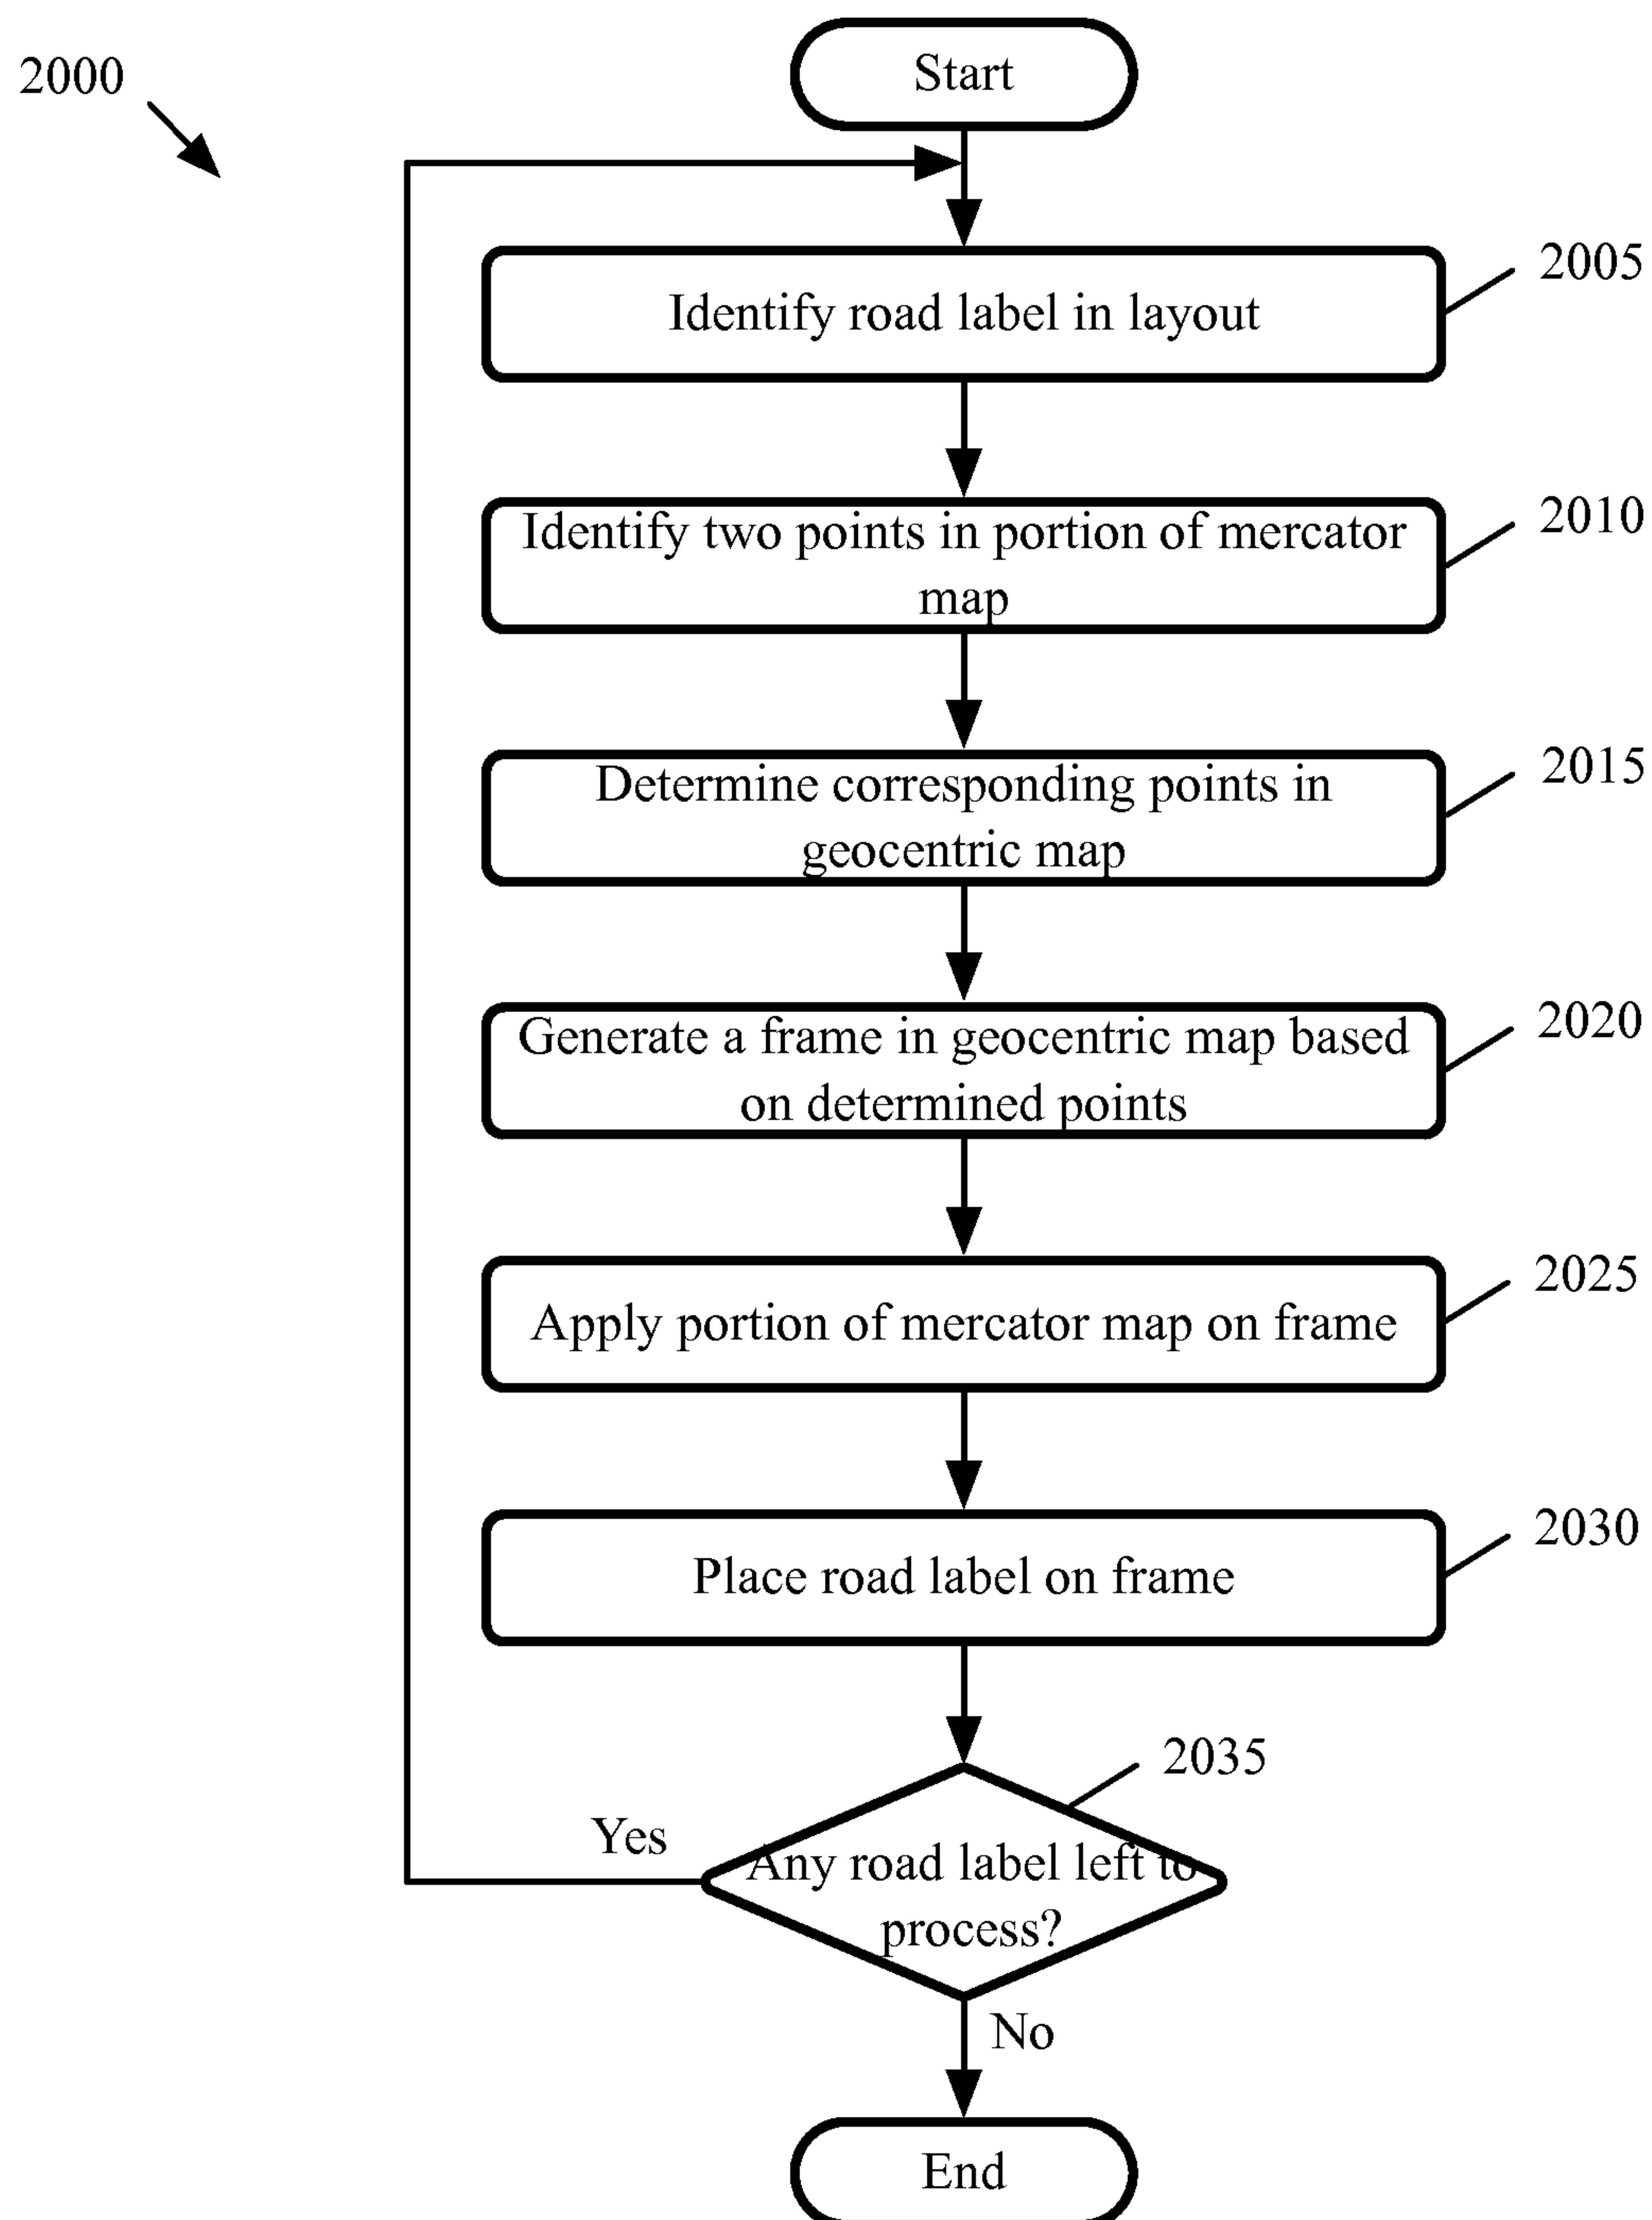 2000
Start
Identify road label in layout
2005
Identify two points in portion of mercator
map
2010
Determine corresponding points in
geocentric map
2015
Generate a frame in geocentric map based
on determined points
2020
Apply portion of mercator map on frame
2025
Place road label on frame
2030
2035
Any road label left to
process?
Yes
No
End